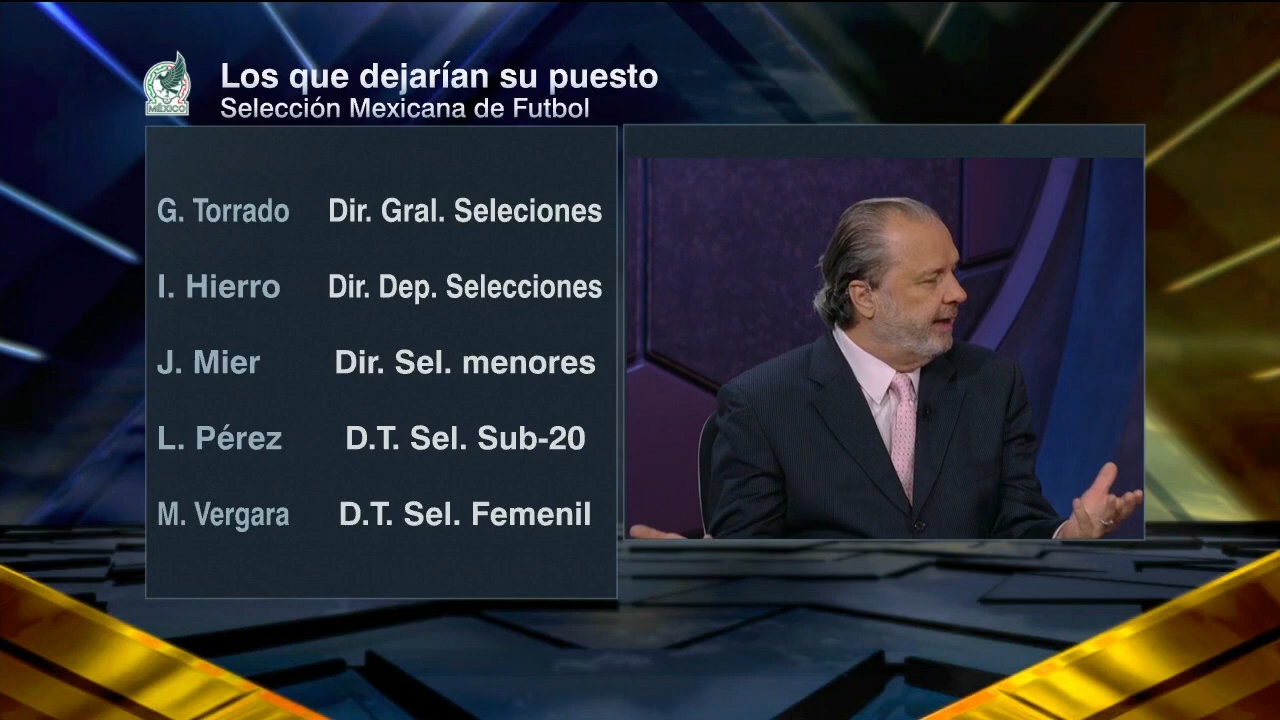 Los que dejarían su puesto
Selección Mexicana de Futbol
MÉXICO
G. Torrado Dir. Gral. Seleciones
I. Hierro Dir. Dep. Selecciones
J. Mier Dir. Sel. menores
L. Pérez D.T. Sel. Sub-20
M. Vergara D.T. Sel. Femenil